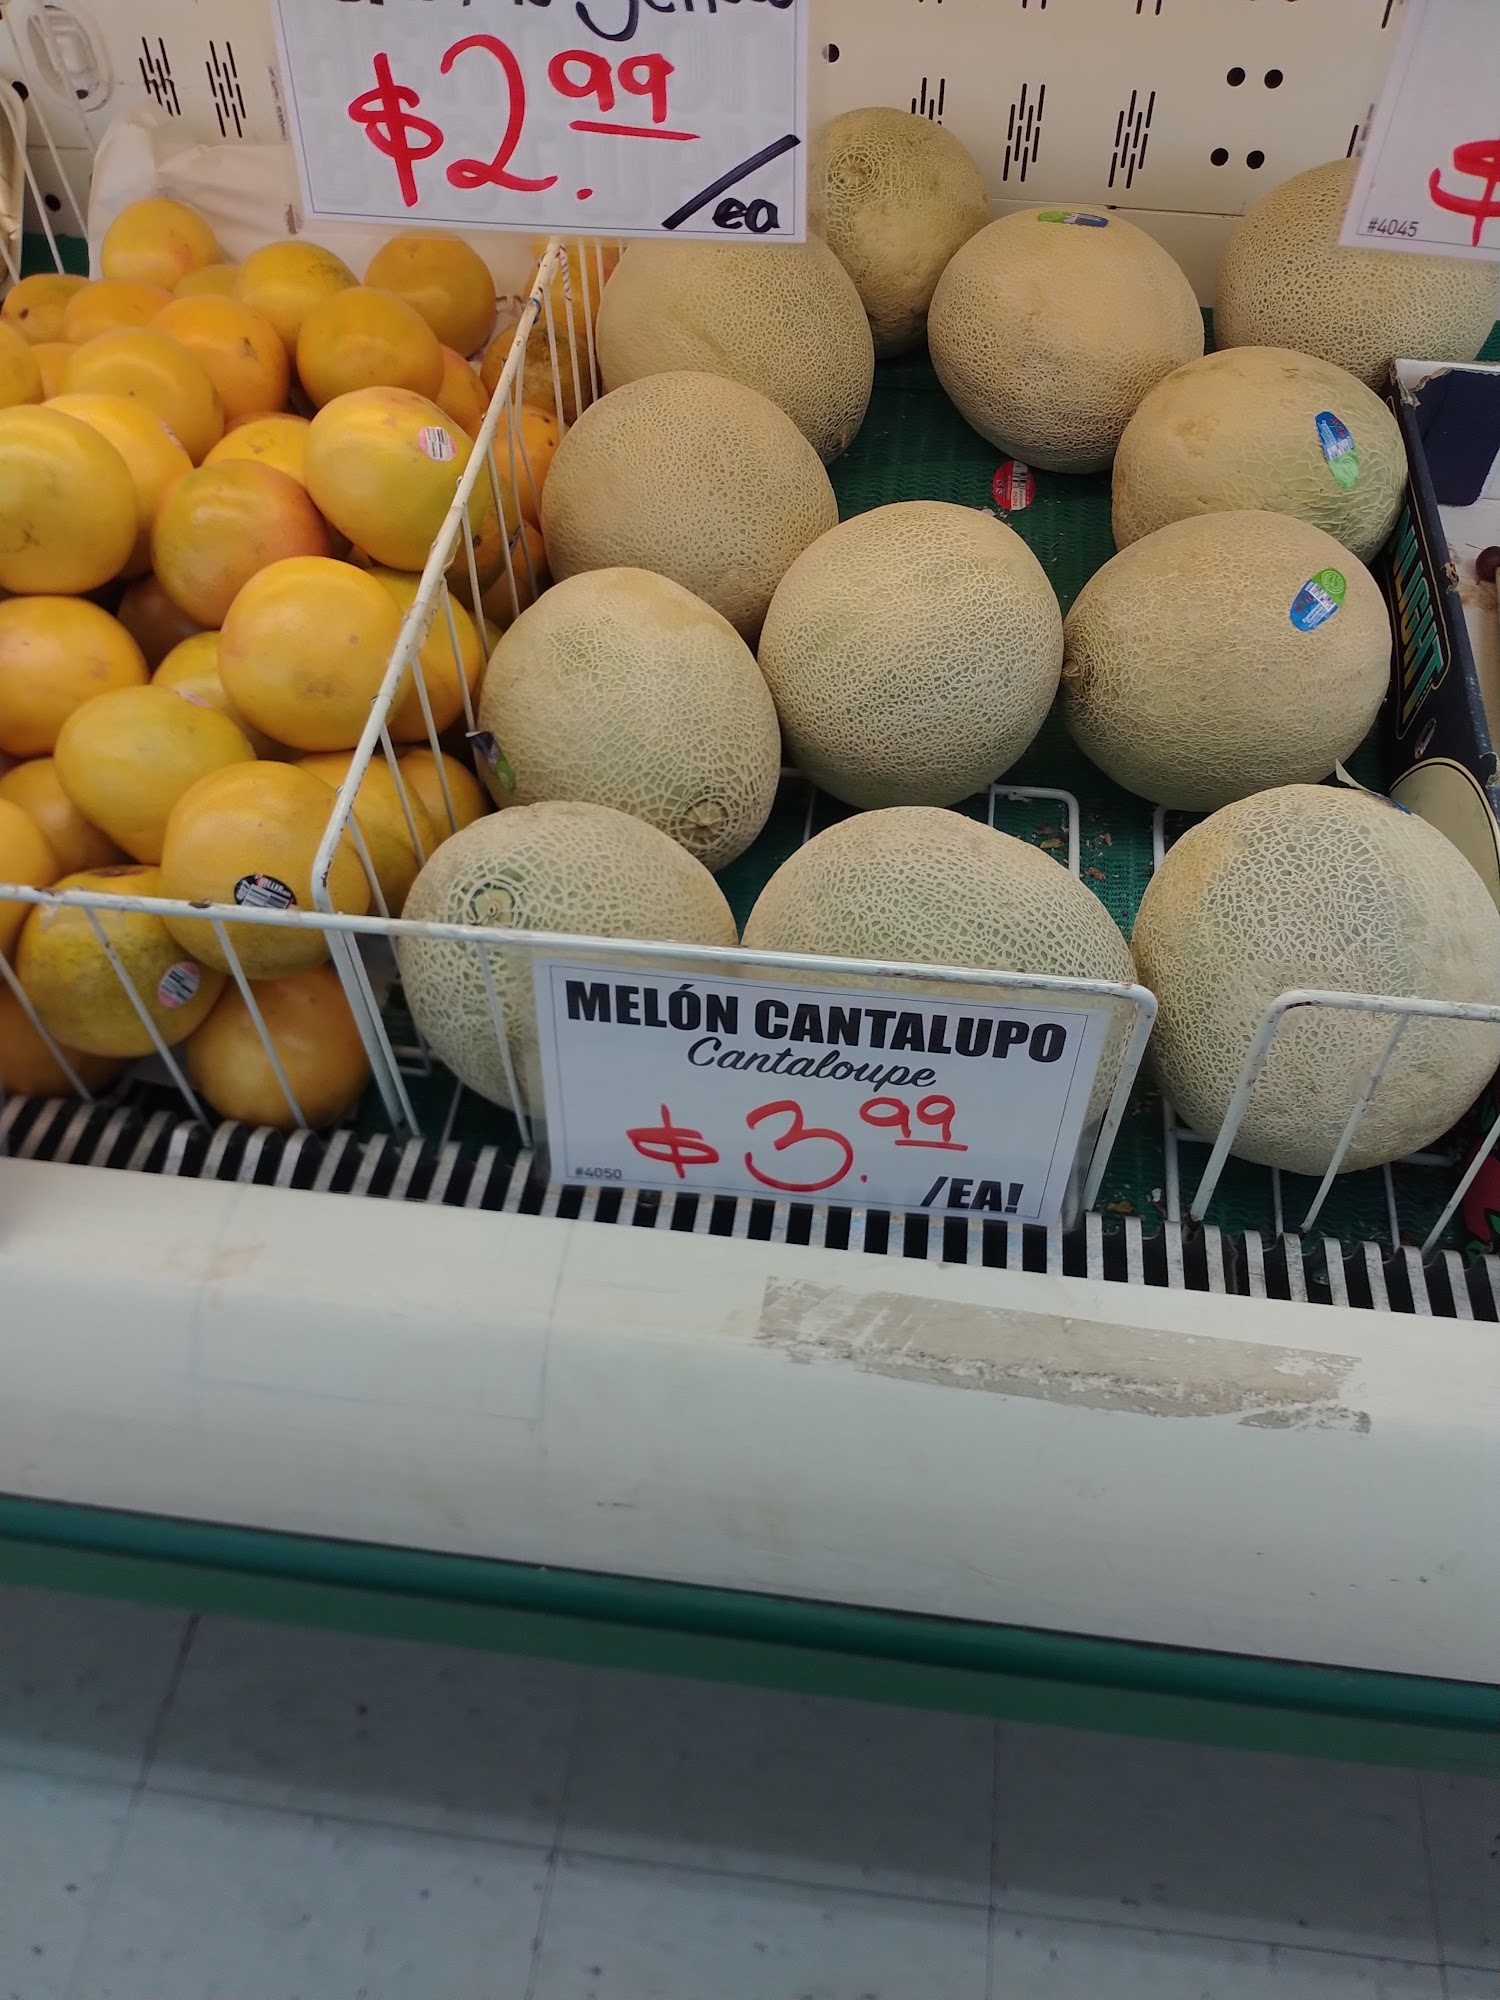 $2.99
/ea
#4045
$
MELÓN CANTALUPO
Cantaloupe
$3.99
#4050
/EA!